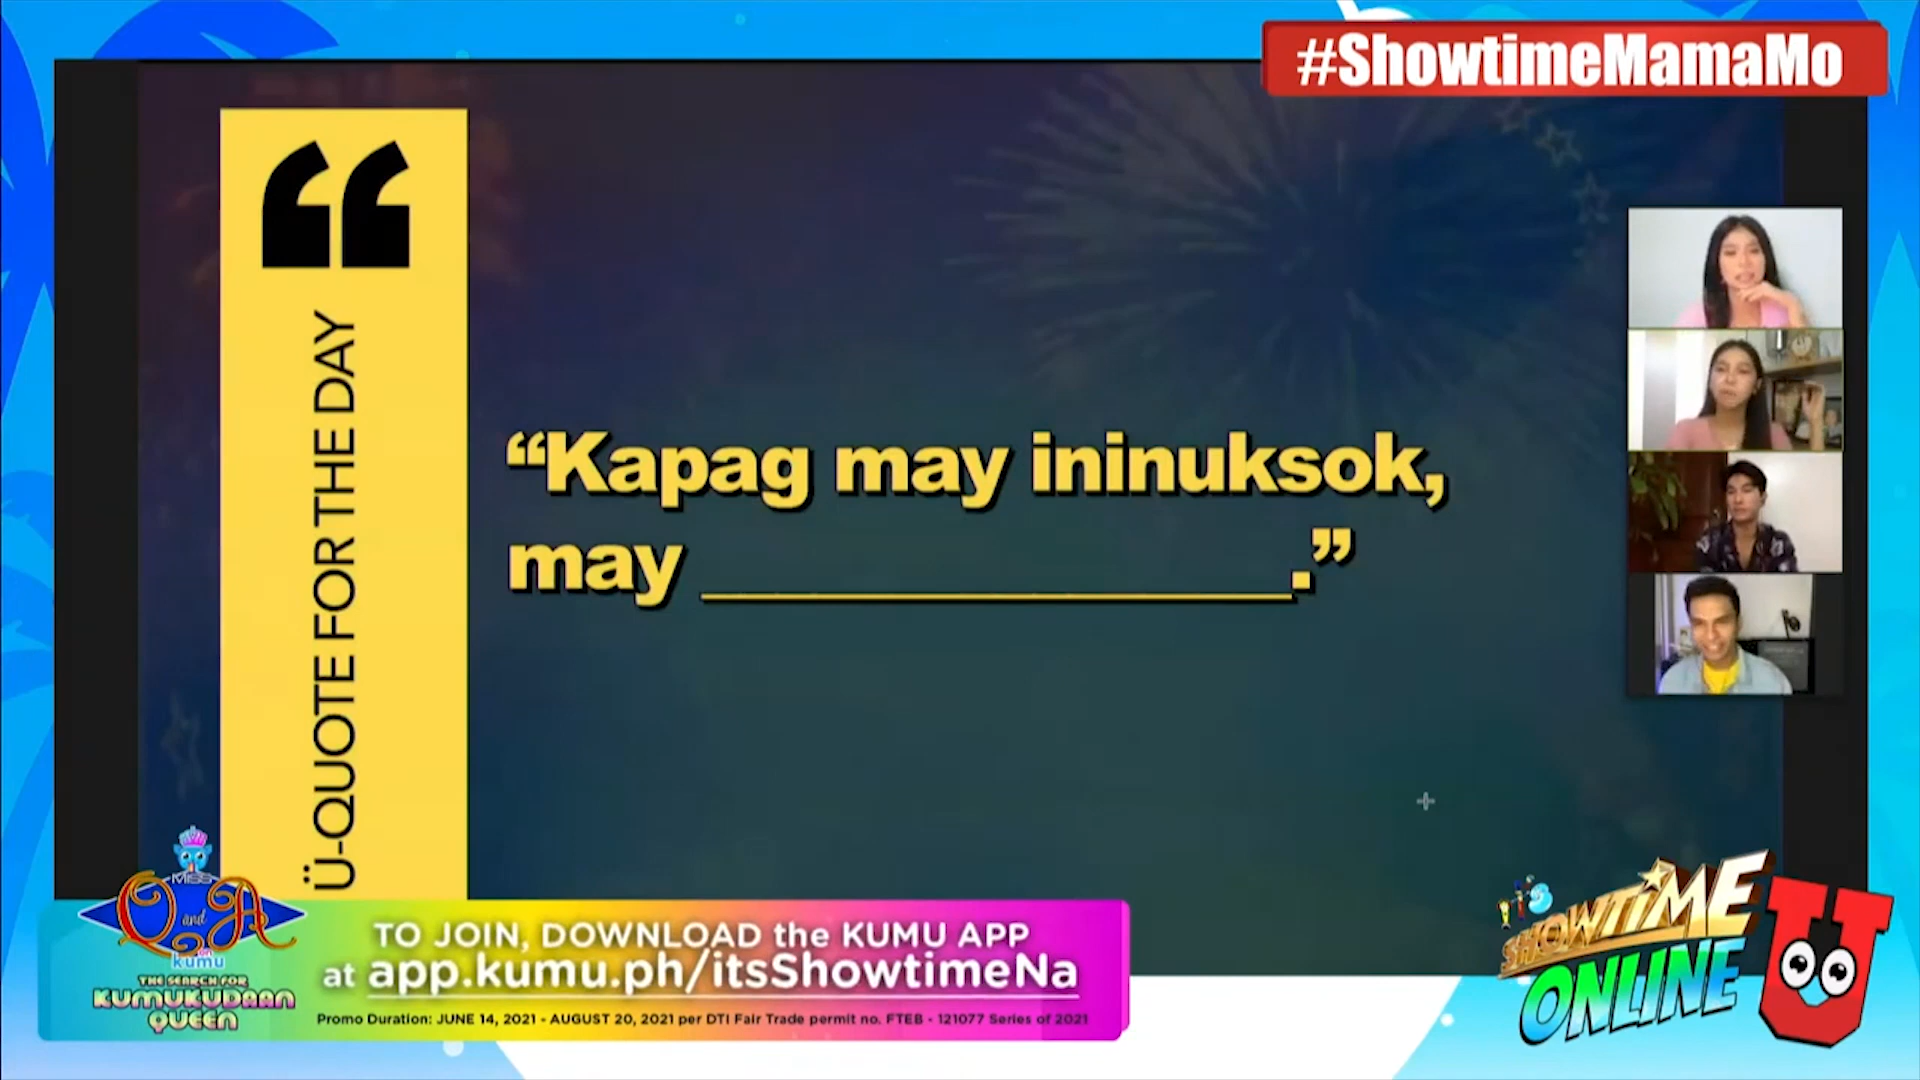 #ShowtimeMamaMo
Ü-QUOTE FOR THE DAY
“Kapag may ininuksok,
may ____________________.”
MISS
Q and A
on
kumu
THE SEARCH FOR
KUMUKUDAAN
QUEEN
TO JOIN, DOWNLOAD the KUMU APP
at app.kumu.ph/itsShowtimeNa
Promo Duration: JUNE 14, 2021 - AUGUST 20, 2021 per DTI Fair Trade permit no. FTEB - 121077 Series of 2021
it's
SHOWTiME
ONLINE
U